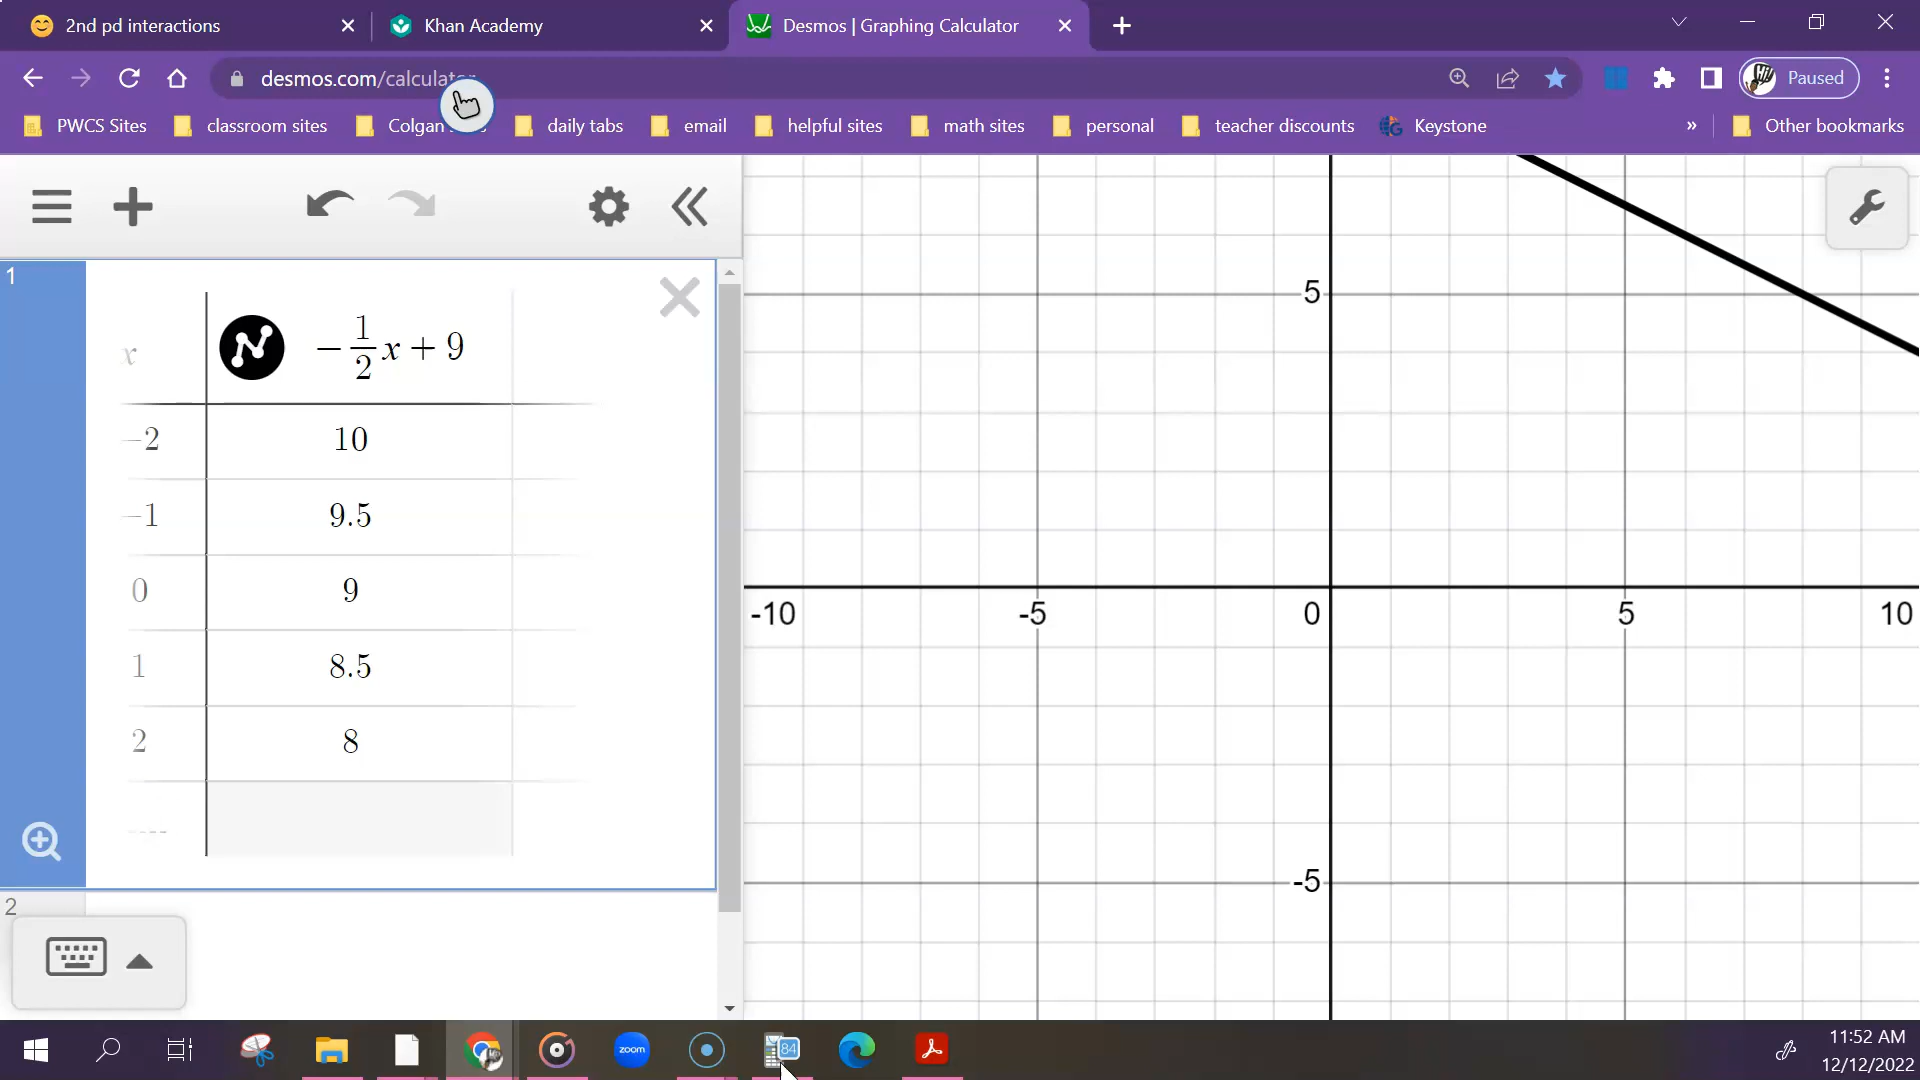 2nd pd interactions
Khan Academy
Desmos | Graphing Calculator
desmos.com/calculator
Paused
PWCS Sites
classroom sites
Colgan
daily tabs
email
helpful sites
math sites
personal
teacher discounts
Keystone
»
Other bookmarks
1
x
−1/2x + 9
−2 10
−1 9.5
0 9
1 8.5
2 8
2
5
-10 -5 0 5 10
-5
zoom
84
11:52 AM
12/12/2022